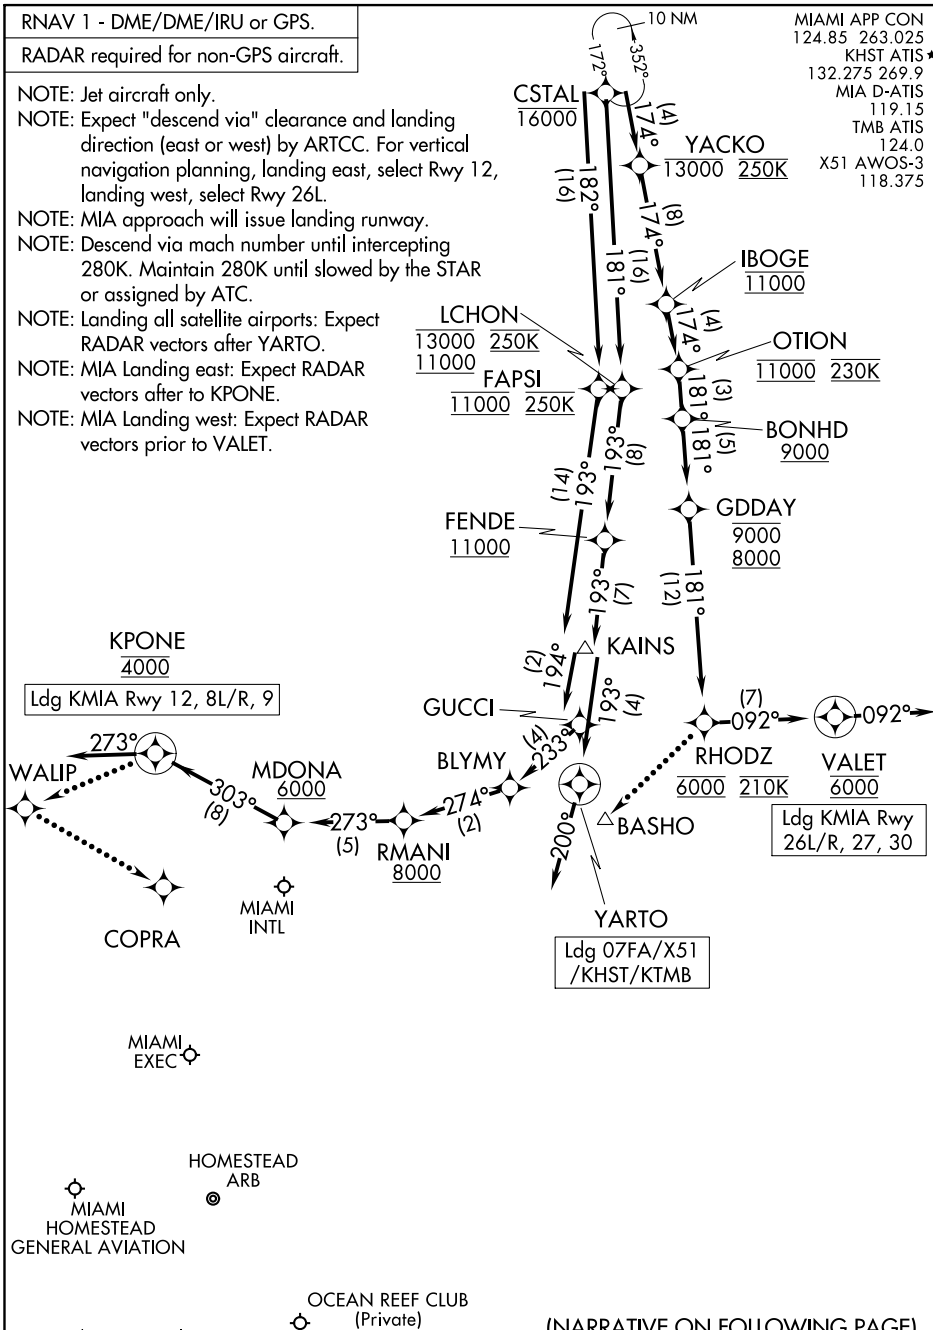 RNAV 1 - DME/DME/IRU or GPS.
RADAR required for non-GPS aircraft.
NOTE: Jet aircraft only.
NOTE: Expect "descend via" clearance and landing
direction (east or west) by ARTCC. For vertical
navigation planning, landing east, select Rwy 12,
landing west, select Rwy 26L.
NOTE: MIA approach will issue landing runway.
NOTE: Descend via mach number until intercepting
280K. Maintain 280K until slowed by the STAR
or assigned by ATC.
NOTE: Landing all satellite airports: Expect
RADAR vectors after YARTO.
NOTE: MIA Landing east: Expect RADAR
vectors after to KPONE.
NOTE: MIA Landing west: Expect RADAR
vectors prior to VALET.
MIAMI APP CON
124.85 263.025
KHST ATIS★
132.275 269.9
MIA D-ATIS
119.15
TMB ATIS
124.0
X51 AWOS-3
118.375
10 NM
172°
352°
CSTAL
16000
174°
(4)
YACKO
13000 250K
182°
(16)
181°
(16)
174°
(8)
IBOGE
11000
174°
(4)
LCHON
13000 250K
11000
FAPSI
11000 250K
OTION
11000 230K
181°
(3)
BONHD
9000
181°
(5)
193°
(14)
193°
(8)
GDDAY
9000
8000
FENDE
11000
181°
(12)
193°
(7)
KAINS
194°
(2)
193°
(4)
KPONE
4000
Ldg KMIA Rwy 12, 8L/R, 9
GUCCI
233°
(4)
(7)
092°
092°
RHODZ
6000 210K
VALET
6000
Ldg KMIA Rwy
26L/R, 27, 30
273°
WALIP
303°
(8)
MDONA
6000
BLYMY
274°
(2)
273°
(5)
RMANI
8000
200°
BASHO
YARTO
Ldg 07FA/X51
/KHST/KTMB
COPRA
MIAMI
INTL
MIAMI
EXEC
HOMESTEAD
ARB
MIAMI
HOMESTEAD
GENERAL AVIATION
OCEAN REEF CLUB
(Private)
(NARRATIVE ON FOLLOWING PAGE)